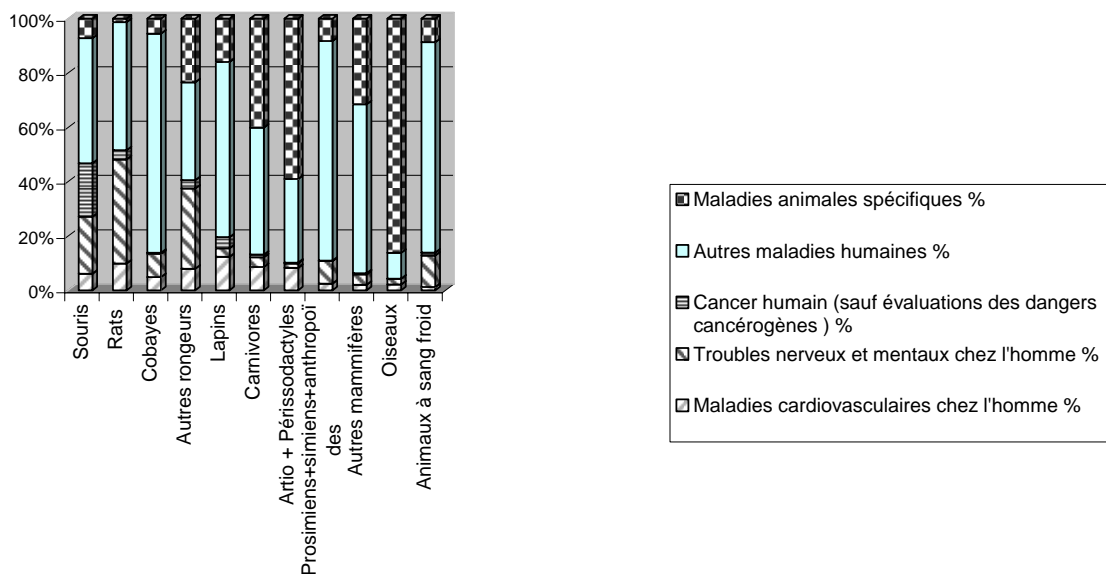 100%
80%
60%
40%
20%
0%
Souris
Rats
Cobayes
Autres rongeurs
Lapins
Carnivores
Artio + Périssodactyles
Prosimiens+simiens+anthropoï
des
Autres mammifères
Oiseaux
Animaux à sang froid
Maladies animales spécifiques %
Autres maladies humaines %
Cancer humain (sauf évaluations des dangers
cancérogènes ) %
Troubles nerveux et mentaux chez l'homme %
Maladies cardiovasculaires chez l'homme %